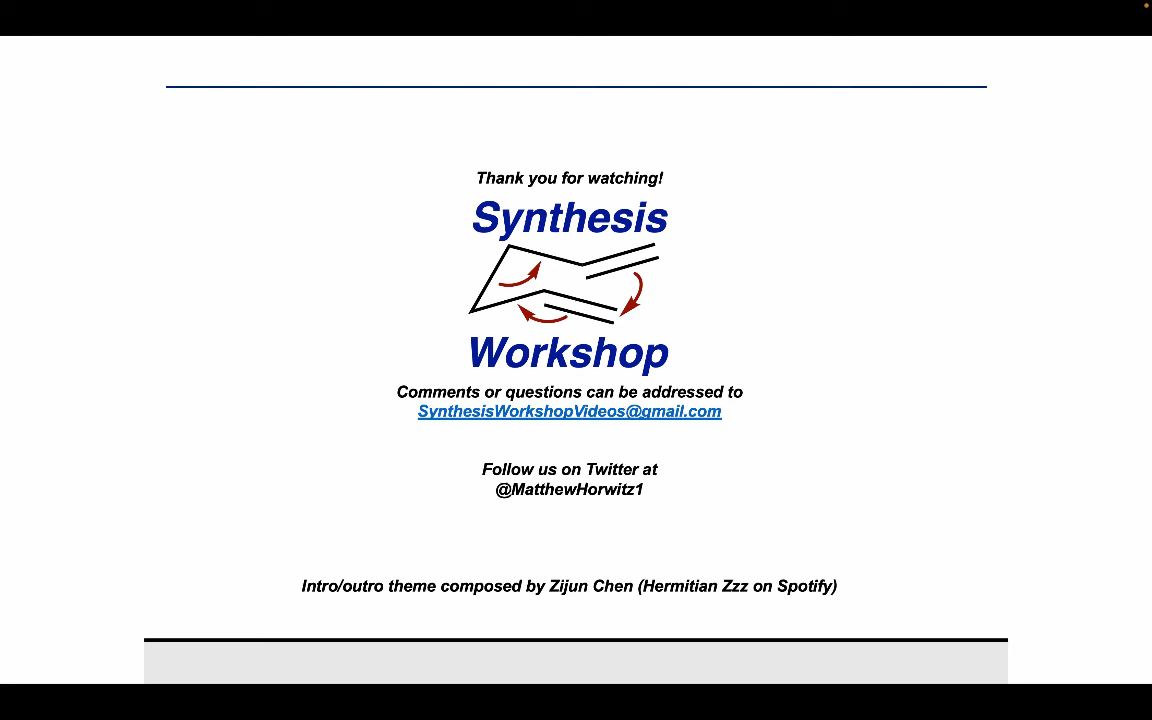 Thank you for watching!
Synthesis
Workshop
Comments or questions can be addressed to
SynthesisWorkshopVideos@gmail.com
Follow us on Twitter at
@MatthewHorwitz1
Intro/outro theme composed by Zijun Chen (Hermitian Zzz on Spotify)